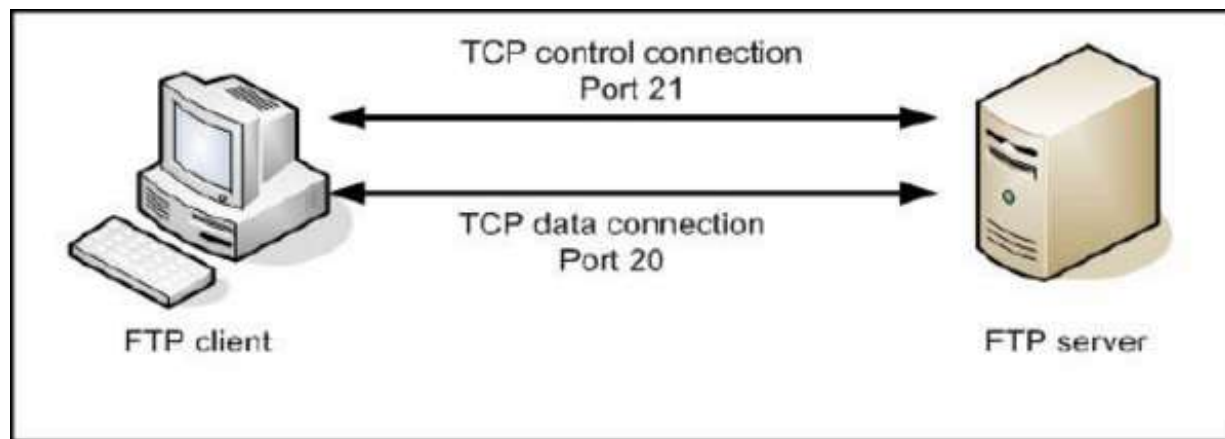 TCP control connection
Port 21
TCP data connection
Port 20
FTP client
FTP server